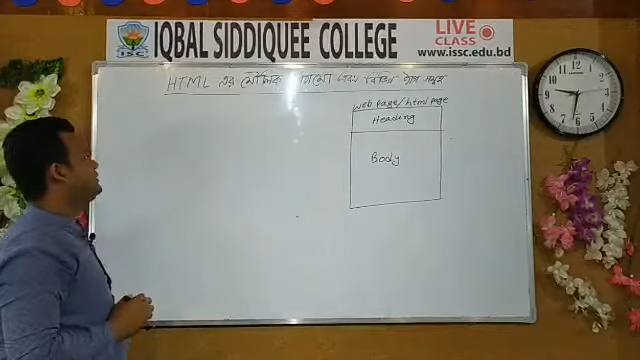 IQBAL SIDDIQUEE COLLEGE
ISSC
LIVE
CLASS
www.issc.edu.bd
HTML এর মৌলিক এবং বিভিন্ন ট্যাগ সমূহ
Web page/html page
Heading
Body